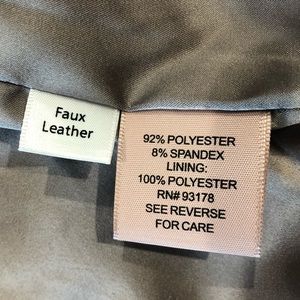 Faux
Leather
92% POLYESTER
8% SPANDEX
LINING:
100% POLYESTER
RN# 93178
SEE REVERSE
FOR CARE